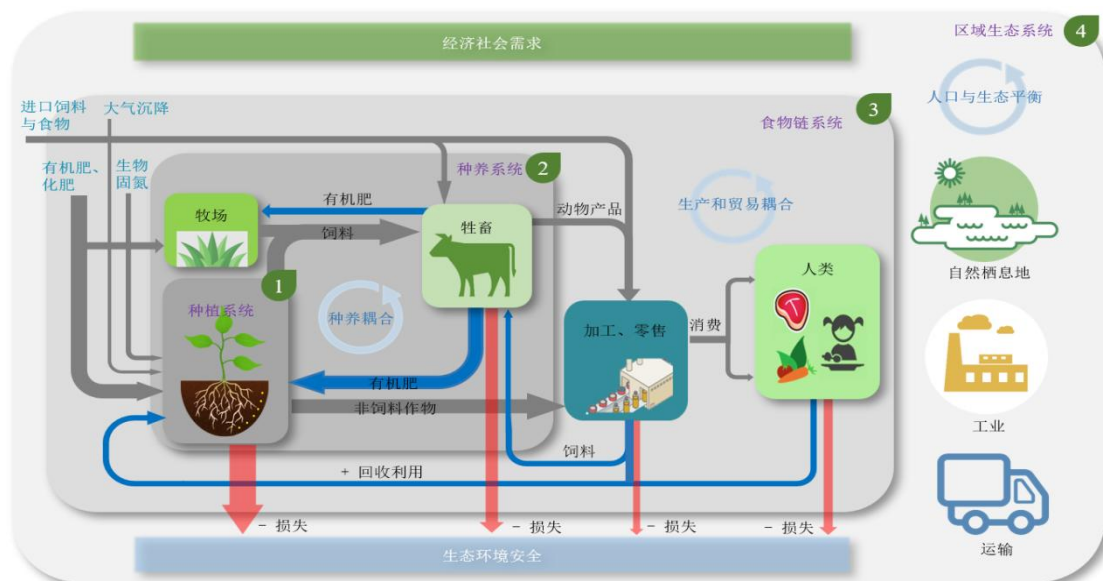 经济社会需求
区域生态系统
4
人口与生态平衡
进口饲料
与食物
大气沉降
食物链系统
3
有机肥、
化肥
生物
固氮
种养系统
2
有机肥
动物产品
生产和贸易耦合
牧场
饲料
牲畜
自然栖息地
人类
1
种植系统
种养耦合
加工、零售
消费
有机肥
非饲料作物
工业
饲料
+ 回收利用
- 损失
- 损失
- 损失
- 损失
运输
生态环境安全